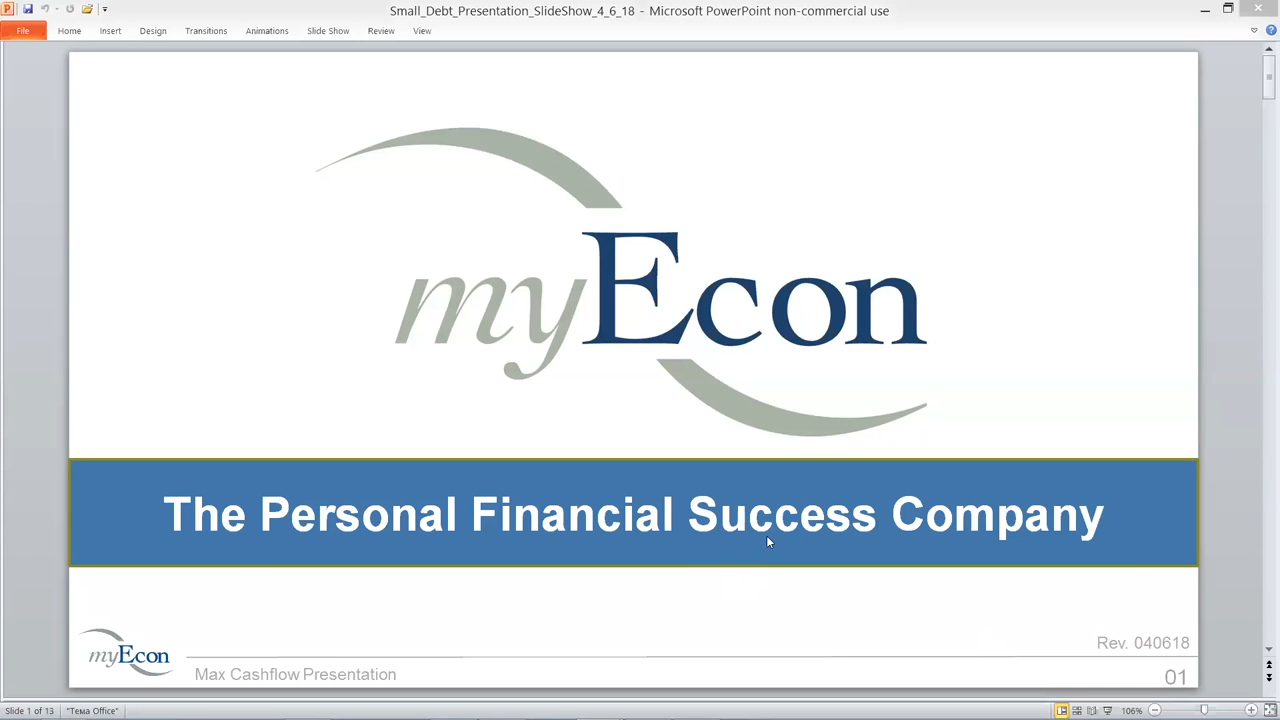 Small_Debt_Presentation_SlideShow_4_6_18 - Microsoft PowerPoint non-commercial use
File Home Insert Design Transitions Animations Slide Show Review View
myEcon
The Personal Financial Success Company
Rev. 040618
myEcon
Max Cashflow Presentation
01
Slide 1 of 13 "Тема Office" 106%